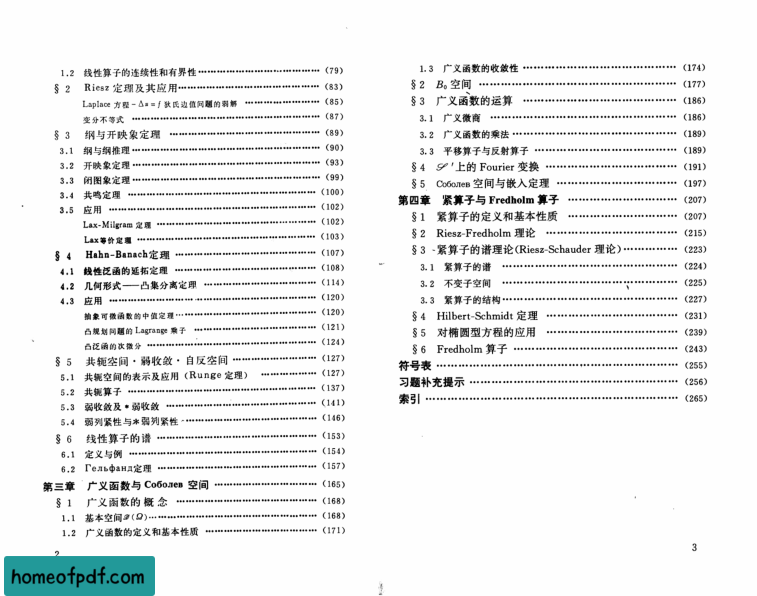 1.2 线性算子的连续性和有界性 …… (79)
§ 2 Riesz 定理及其应用 …… (83)
Laplace 方程 -Δu=f 狄氏边值问题的弱解 …… (85)
变分不等式 …… (87)
§ 3 纲与开映象定理 …… (89)
3.1 纲与纲推理 …… (90)
3.2 开映象定理 …… (93)
3.3 闭图象定理 …… (99)
3.4 共鸣定理 …… (100)
3.5 应用 …… (102)
Lax-Milgram 定理 …… (102)
Lax等价定理 …… (103)
§ 4 Hahn-Banach定理 …… (107)
4.1 线性泛函的延拓定理 …… (108)
4.2 几何形式——凸集分离定理 …… (114)
4.3 应用 …… (120)
抽象可微函数的中值定理 …… (120)
凸规划问题的 Lagrange 乘子 …… (121)
凸泛函的次微分 …… (124)
§ 5 共轭空间·弱收敛·自反空间 …… (127)
5.1 共轭空间的表示及应用（Runge 定理） …… (127)
5.2 共轭算子 …… (137)
5.3 弱收敛及*弱收敛 …… (141)
5.4 弱列紧性与*弱列紧性 …… (146)
§ 6 线性算子的谱 …… (153)
6.1 定义与例 …… (154)
6.2 Гельфанд定理 …… (157)
第三章 广义函数与 Соболев 空间 …… (165)
§ 1 广义函数的概念 …… (168)
1.1 基本空间𝒟(Ω) …… (168)
1.2 广义函数的定义和基本性质 …… (171)
2
1.3 广义函数的收敛性 …… (174)
§ 2 B₀ 空间 …… (177)
§ 3 广义函数的运算 …… (186)
3.1 广义微商 …… (186)
3.2 广义函数的乘法 …… (189)
3.3 平移算子与反射算子 …… (189)
§ 4 𝒮′上的 Fourier 变换 …… (191)
§ 5 Соболев 空间与嵌入定理 …… (197)
第四章 紧算子与 Fredholm 算子 …… (207)
§ 1 紧算子的定义和基本性质 …… (207)
§ 2 Riesz-Fredholm 理论 …… (215)
§ 3 紧算子的谱理论(Riesz-Schauder 理论) …… (223)
3.1 紧算子的谱 …… (224)
3.2 不变子空间 …… (225)
3.3 紧算子的结构 …… (227)
§ 4 Hilbert-Schmidt 定理 …… (231)
§ 5 对椭圆型方程的应用 …… (239)
§ 6 Fredholm 算子 …… (243)
符号表 …… (255)
习题补充提示 …… (256)
索引 …… (265)
3
homeofpdf.com